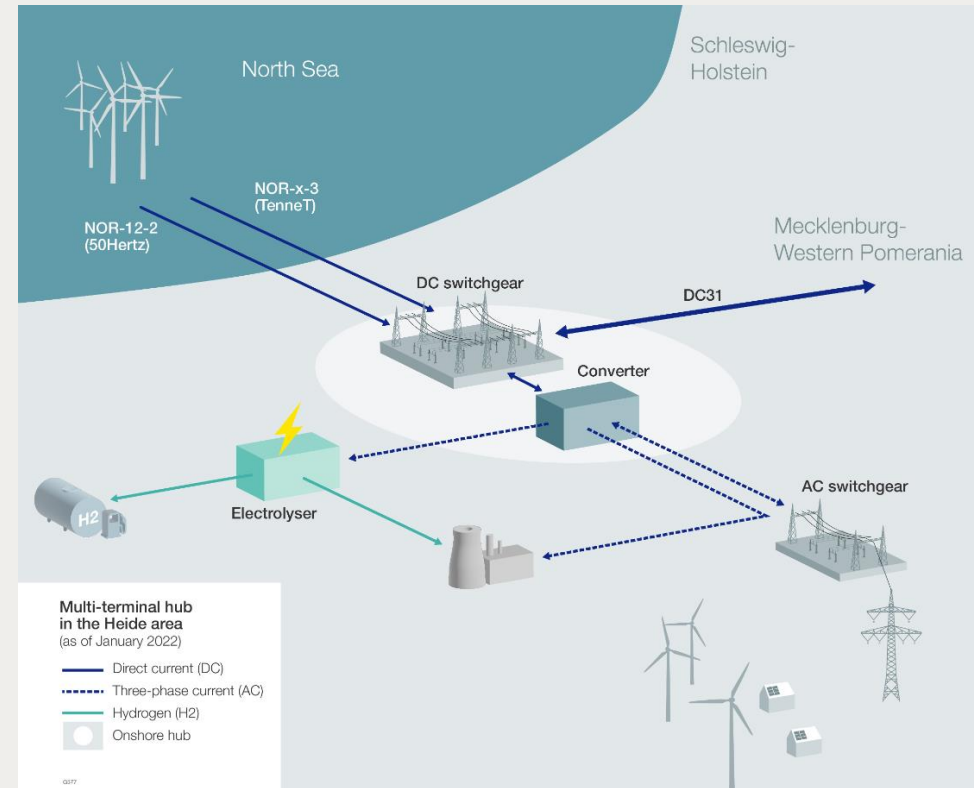 North Sea
Schleswig-
Holstein
NOR-x-3
(TenneT)
NOR-12-2
(50Hertz)
Mecklenburg-
Western Pomerania
DC switchgear
DC31
Converter
AC switchgear
Electrolyser
H2
Multi-terminal hub
in the Heide area
(as of January 2022)
Direct current (DC)
Three-phase current (AC)
Hydrogen (H2)
Onshore hub